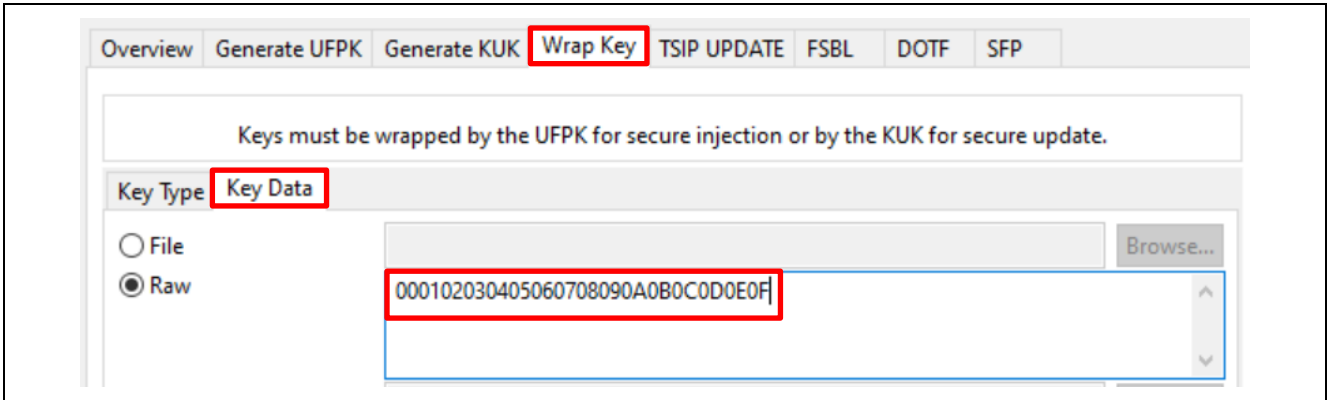 Overview Generate UFPK Generate KUK Wrap Key TSIP UPDATE FSBL DOTF SFP
Keys must be wrapped by the UFPK for secure injection or by the KUK for secure update.
Key Type Key Data
File Browse...
Raw 000102030405060708090A0B0C0D0E0F